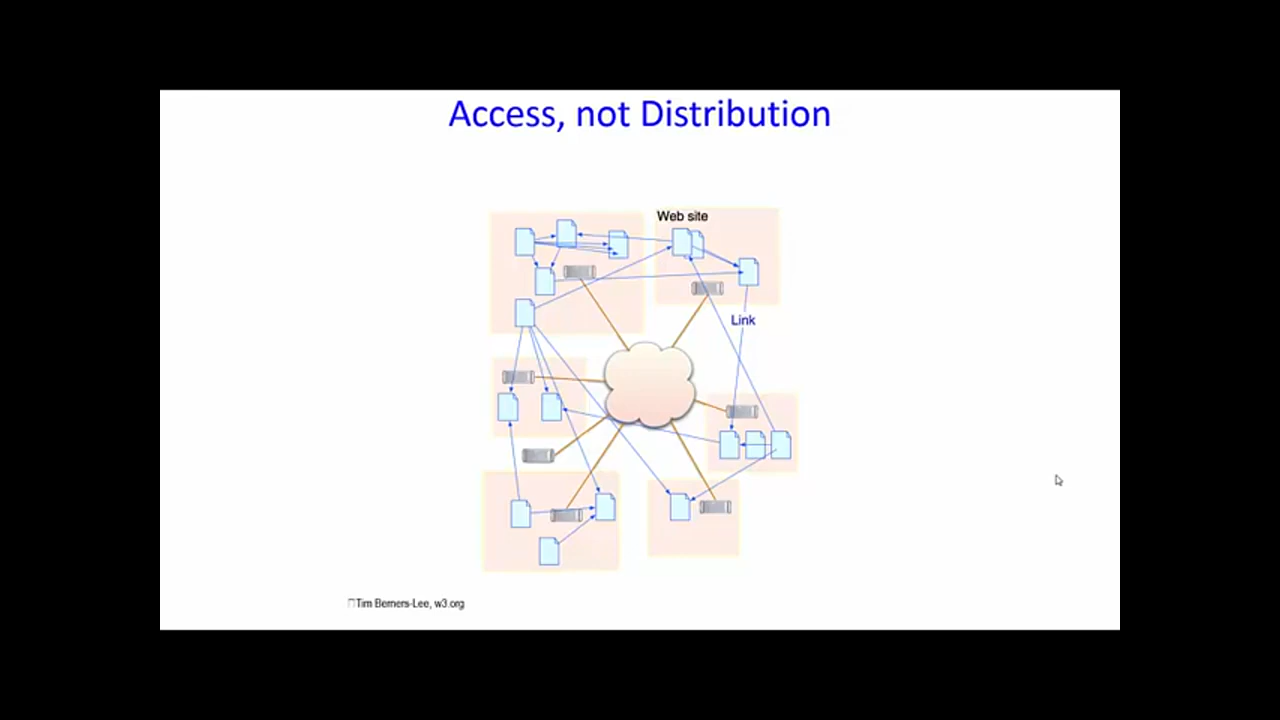 Access, not Distribution
Web site
Link
Tim Berners-Lee, w3.org